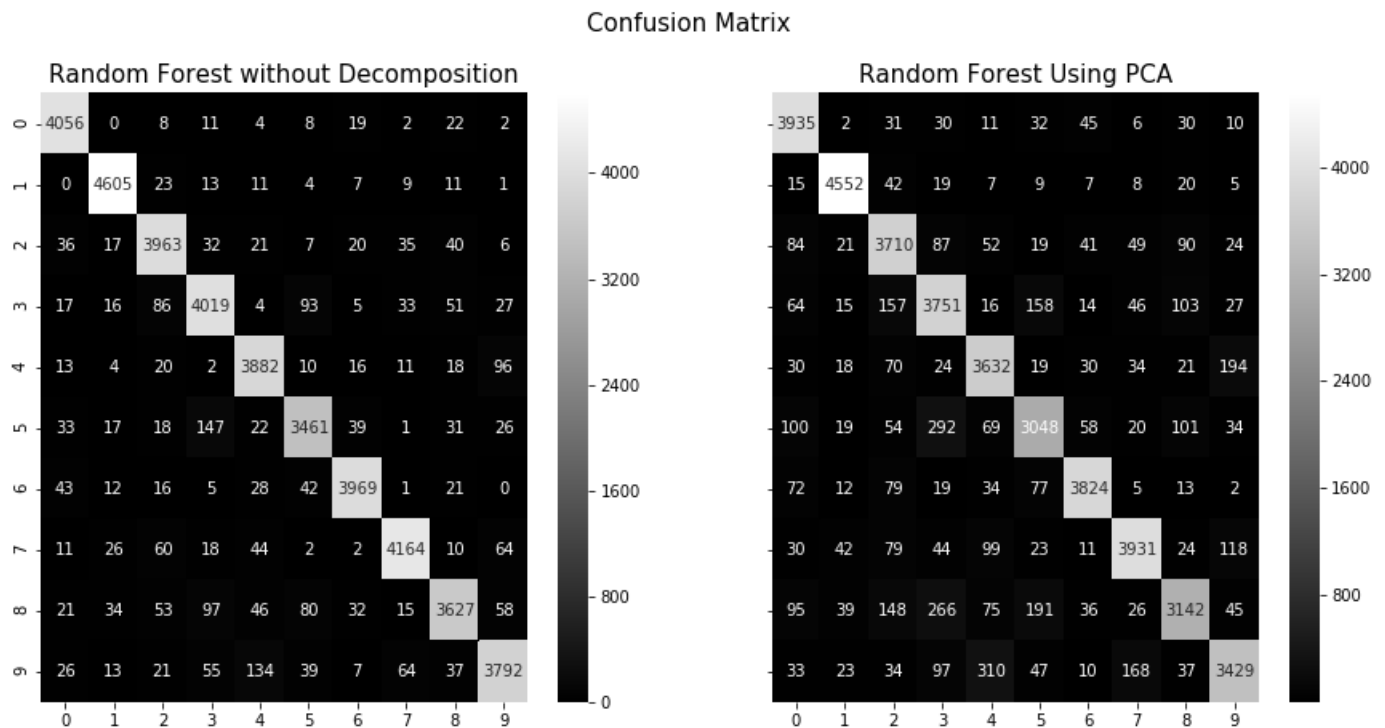 Confusion Matrix
Random Forest without Decomposition
0 4056 0 8 11 4 8 19 2 22 2
1 0 4605 23 13 11 4 7 9 11 1
2 36 17 3963 32 21 7 20 35 40 6
3 17 16 86 4019 4 93 5 33 51 27
4 13 4 20 2 3882 10 16 11 18 96
5 33 17 18 147 22 3461 39 1 31 26
6 43 12 16 5 28 42 3969 1 21 0
7 11 26 60 18 44 2 2 4164 10 64
8 21 34 53 97 46 80 32 15 3627 58
9 26 13 21 55 134 39 7 64 37 3792
0 1 2 3 4 5 6 7 8 9
4000
3200
2400
1600
800
0
Random Forest Using PCA
3935 2 31 30 11 32 45 6 30 10
15 4552 42 19 7 9 7 8 20 5
84 21 3710 87 52 19 41 49 90 24
64 15 157 3751 16 158 14 46 103 27
30 18 70 24 3632 19 30 34 21 194
100 19 54 292 69 3048 58 20 101 34
72 12 79 19 34 77 3824 5 13 2
30 42 79 44 99 23 11 3931 24 118
95 39 148 266 75 191 36 26 3142 45
33 23 34 97 310 47 10 168 37 3429
0 1 2 3 4 5 6 7 8 9
4000
3200
2400
1600
800